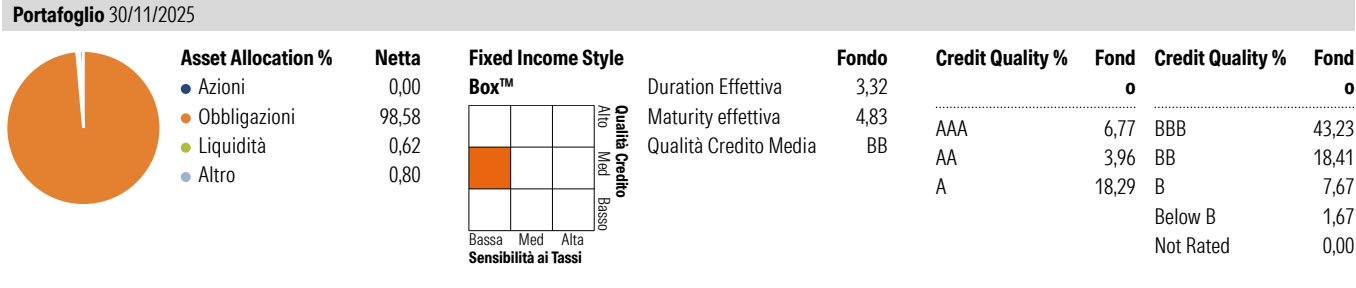 Portafoglio 30/11/2025
Asset Allocation % Netta
Azioni 0,00
Obbligazioni 98,58
Liquidità 0,62
Altro 0,80
Fixed Income Style
Box™
Alto Med Basso
Qualità Credito
Bassa Med Alta
Sensibilità ai Tassi
Fondo
Duration Effettiva 3,32
Maturity effettiva 4,83
Qualità Credito Media BB
Credit Quality % Fond
o
AAA 6,77
AA 3,96
A 18,29
Credit Quality % Fond
o
BBB 43,23
BB 18,41
B 7,67
Below B 1,67
Not Rated 0,00